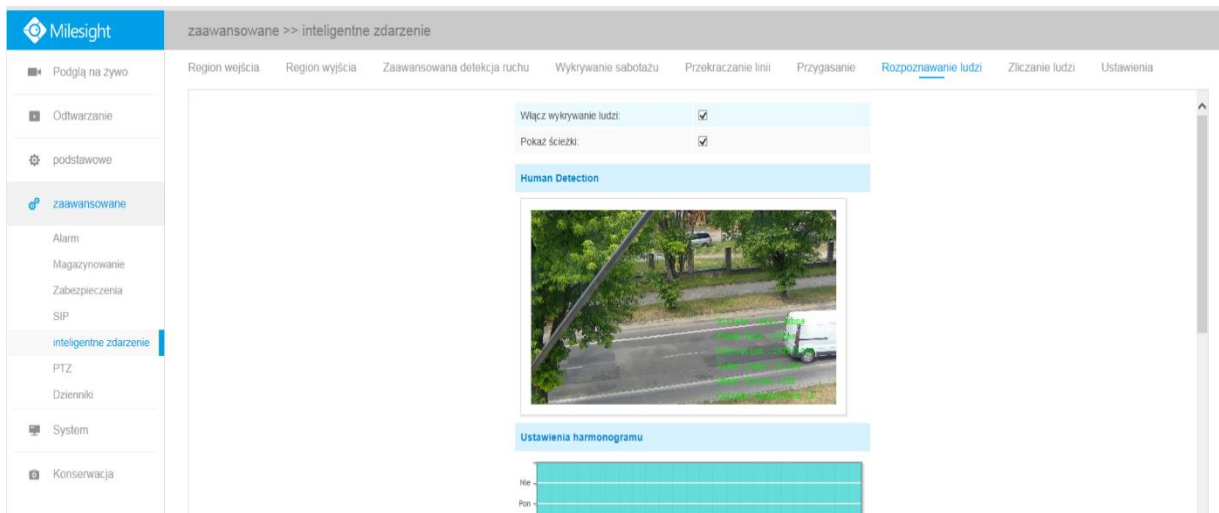 Milesight
zaawansowane >> inteligentne zdarzenie
Podglą na żywo
Odtwarzanie
podstawowe
zaawansowane
Alarm
Magazynowanie
Zabezpieczenia
SIP
inteligentne zdarzenie
PTZ
Dzienniki
System
Konserwacja
Region wejścia Region wyjścia Zaawansowana detekcja ruchu Wykrywanie sabotażu Przekraczanie linii Przygasanie Rozpoznawanie ludzi Zliczanie ludzi Ustawienia
Włącz wykrywanie ludzi:
Pokaż ścieżki:
Human Detection
Ustawienia harmonogramu
Nie
Pon